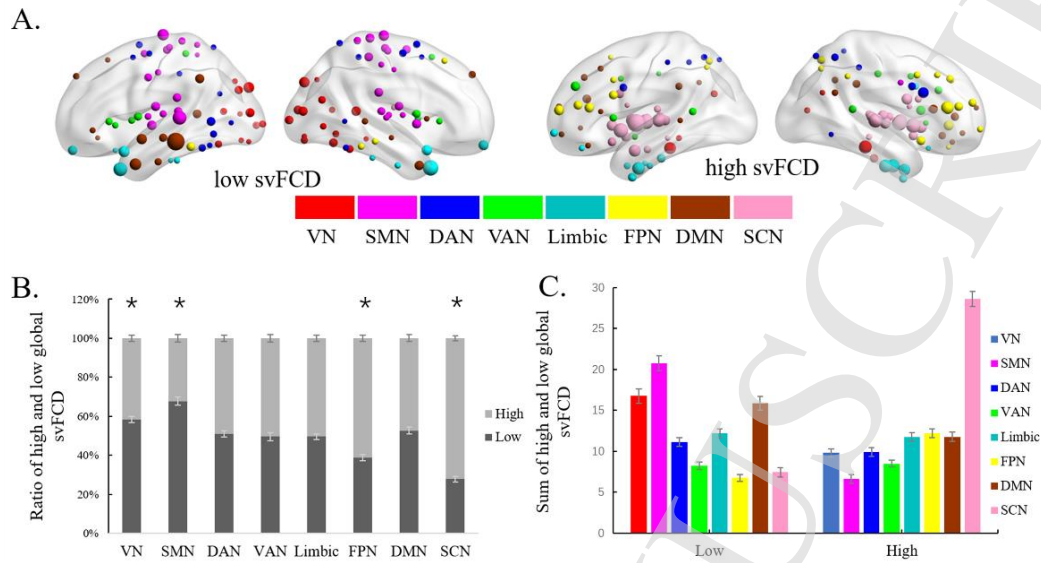 A.
low svFCD
high svFCD
VN SMN DAN VAN Limbic FPN DMN SCN
B.
Ratio of high and low global
svFCD
120%
100%
80%
60%
40%
20%
0%
* * * *
High
Low
VN SMN DAN VAN Limbic FPN DMN SCN
C.
Sum of high and low global
svFCD
30
25
20
15
10
5
0
Low High
VN
SMN
DAN
VAN
Limbic
FPN
DMN
SCN